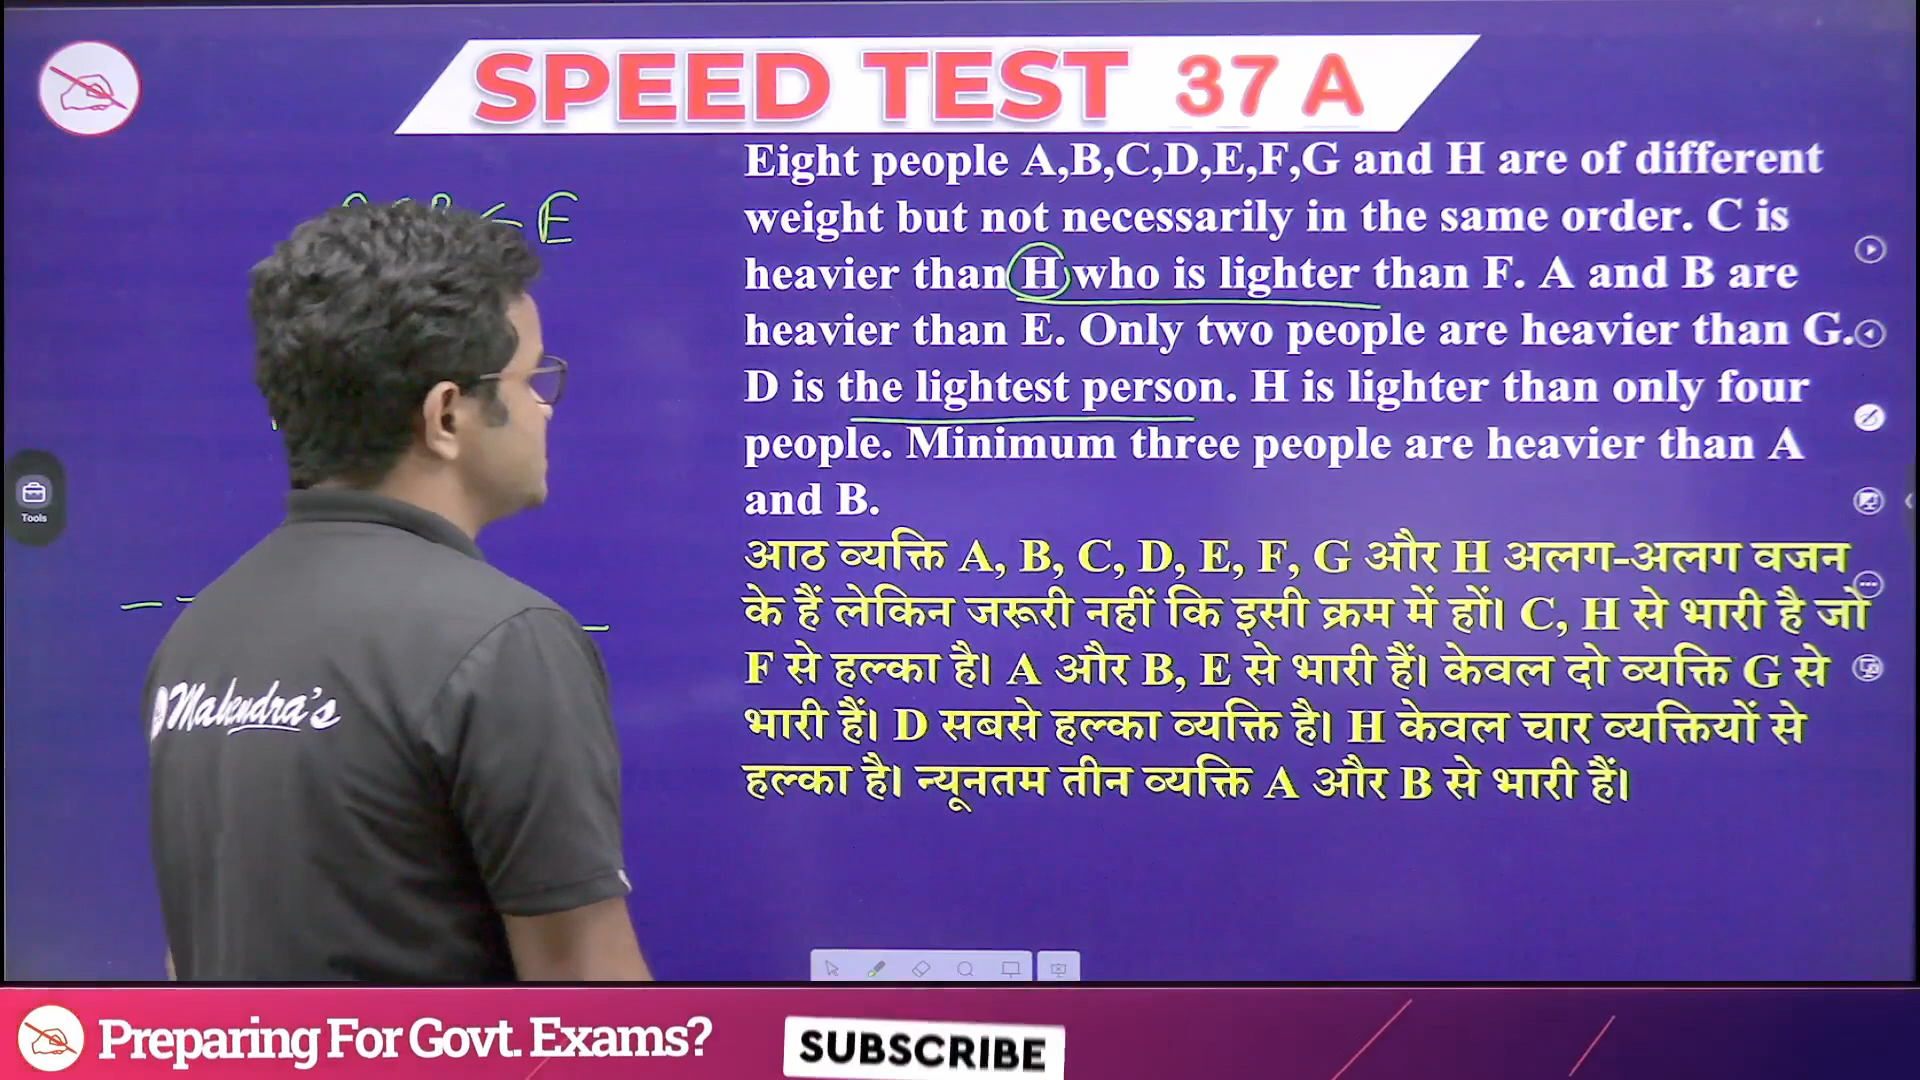 SPEED TEST 37 A
Eight people A,B,C,D,E,F,G and H are of different
weight but not necessarily in the same order. C is
heavier than H who is lighter than F. A and B are
heavier than E. Only two people are heavier than G.
D is the lightest person. H is lighter than only four
people. Minimum three people are heavier than A
and B.
आठ व्यक्ति A, B, C, D, E, F, G और H अलग-अलग वजन
के हैं लेकिन जरूरी नहीं कि इसी क्रम में हों। C, H से भारी है जो
F से हल्का है। A और B, E से भारी हैं। केवल दो व्यक्ति G से
भारी हैं। D सबसे हल्का व्यक्ति है। H केवल चार व्यक्तियों से
हल्का है। न्यूनतम तीन व्यक्ति A और B से भारी हैं।
E
Tools
Mahendra's
Preparing For Govt. Exams?
SUBSCRIBE